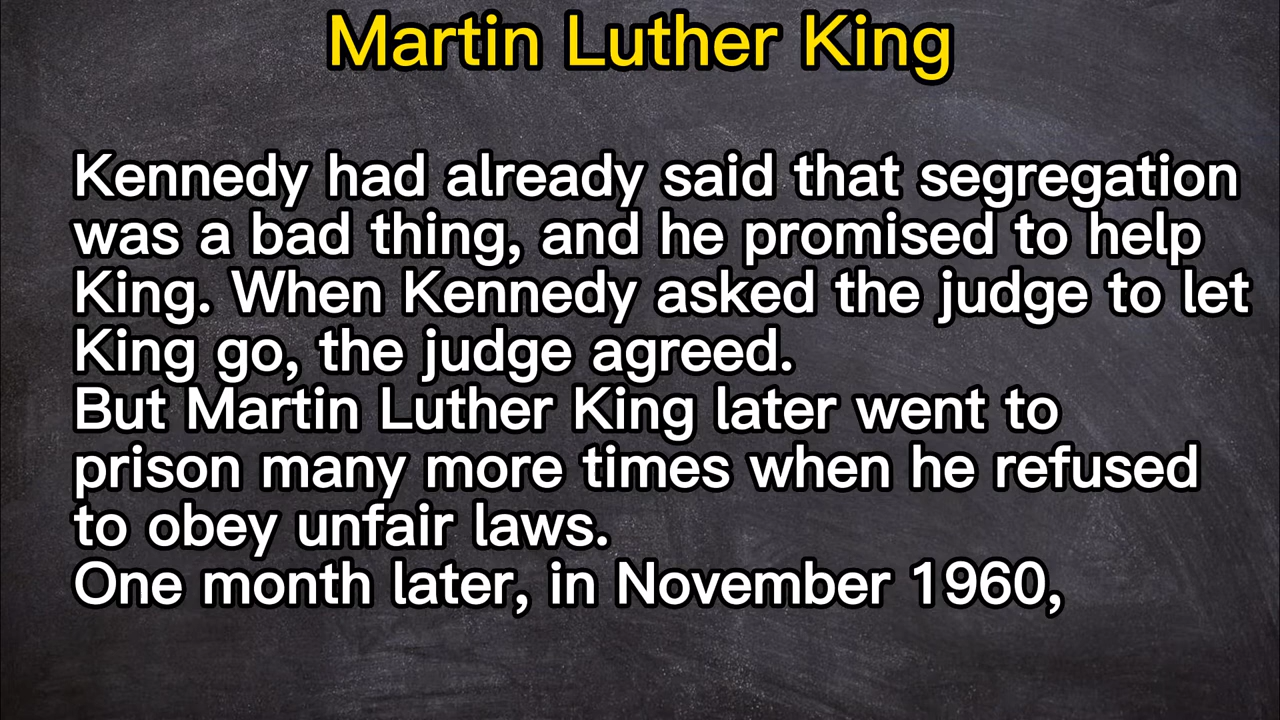 Martin Luther King
Kennedy had already said that segregation
was a bad thing, and he promised to help
King. When Kennedy asked the judge to let
King go, the judge agreed.
But Martin Luther King later went to
prison many more times when he refused
to obey unfair laws.
One month later, in November 1960,